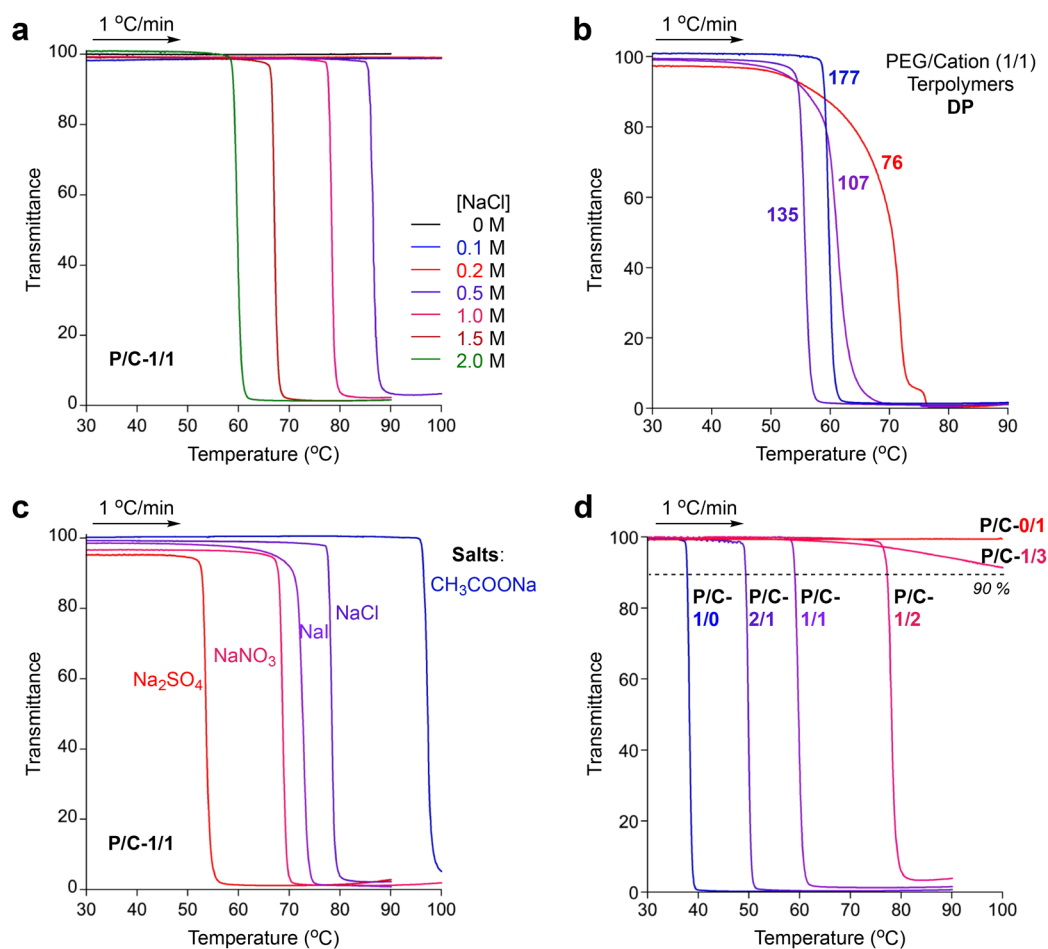 a
1 °C/min
100
80
60
40
20
0
Transmittance
[NaCl]
0 M
0.1 M
0.2 M
0.5 M
1.0 M
1.5 M
2.0 M
P/C-1/1
30 40 50 60 70 80 90 100
Temperature (°C)
b
1 °C/min
PEG/Cation (1/1)
Terpolymers
DP
100
80
60
40
20
0
Transmittance
177
76
107
135
30 40 50 60 70 80 90
Temperature (°C)
c
1 °C/min
100
80
60
40
20
0
Transmittance
Salts:
CH₃COONa
NaCl
NaI
NaNO₃
Na₂SO₄
P/C-1/1
30 40 50 60 70 80 90 100
Temperature (°C)
d
1 °C/min
100
80
60
40
20
0
Transmittance
P/C-0/1
P/C-1/3
90 %
P/C-
1/0
P/C-
2/1
P/C-
1/1
P/C-
1/2
30 40 50 60 70 80 90 100
Temperature (°C)